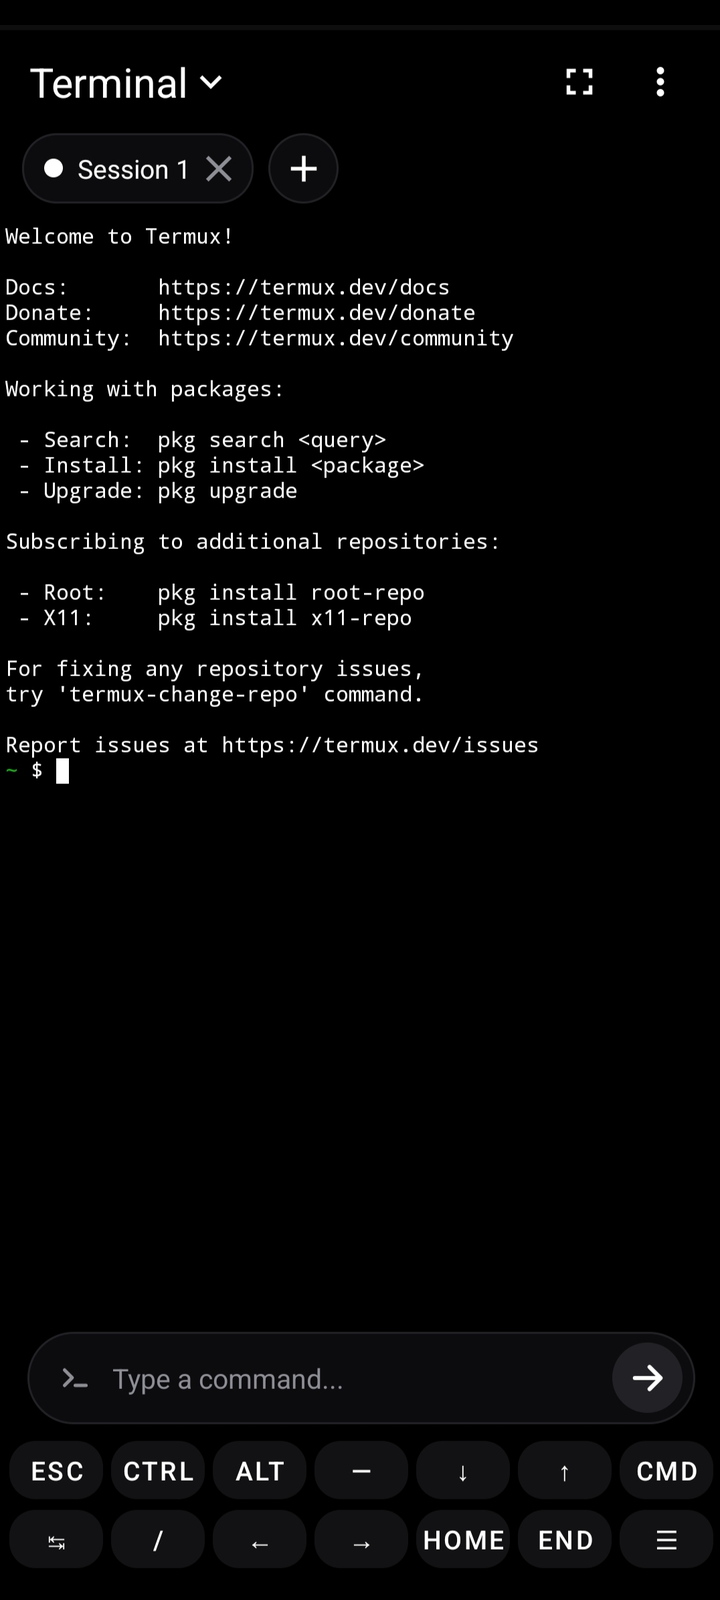 Terminal
Session 1
Welcome to Termux!
Docs:       https://termux.dev/docs
Donate:     https://termux.dev/donate
Community:  https://termux.dev/community
Working with packages:
 - Search:  pkg search <query>
 - Install: pkg install <package>
 - Upgrade: pkg upgrade
Subscribing to additional repositories:
 - Root:    pkg install root-repo
 - X11:     pkg install x11-repo
For fixing any repository issues,
try 'termux-change-repo' command.
Report issues at https://termux.dev/issues
~ $
Type a command...
ESC CTRL ALT — ↓ ↑ CMD
↹ / ← → HOME END ☰